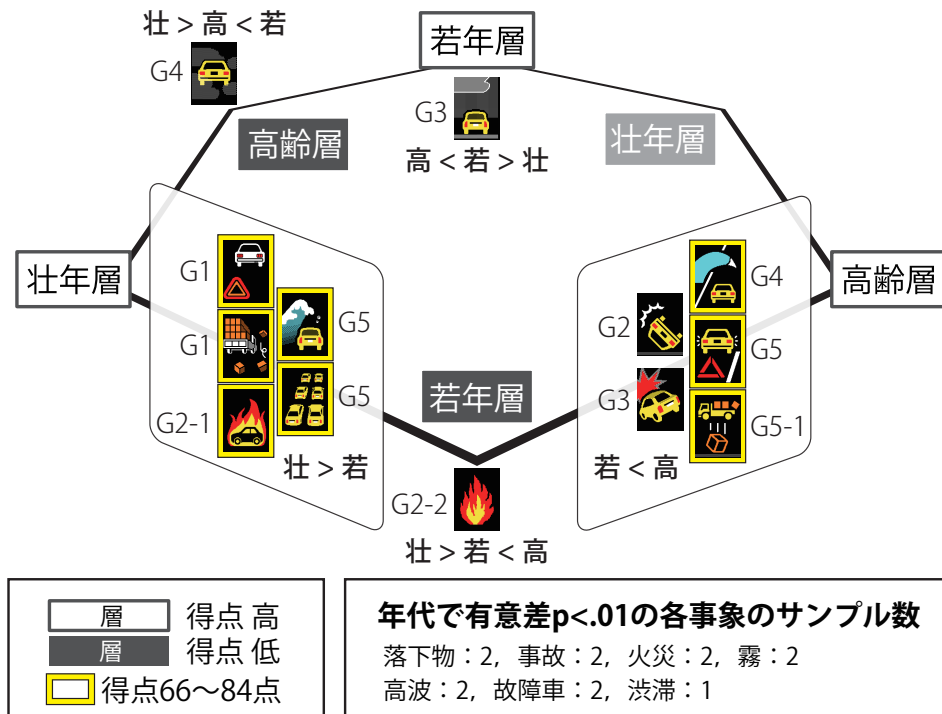 壮 > 高 < 若
G4
若年層
G3
高 < 若 > 壮
高齢層
壮年層
壮年層
高齢層
G1
G1
G2-1
G5
G5
壮 > 若
若年層
G2-2
壮 > 若 < 高
G2
G3
G4
G5
G5-1
若 < 高
層 得点 高
層 得点 低
得点66〜84点
年代で有意差p<.01の各事象のサンプル数
落下物：2, 事故：2, 火災：2, 霧：2
高波：2, 故障車：2, 渋滞：1